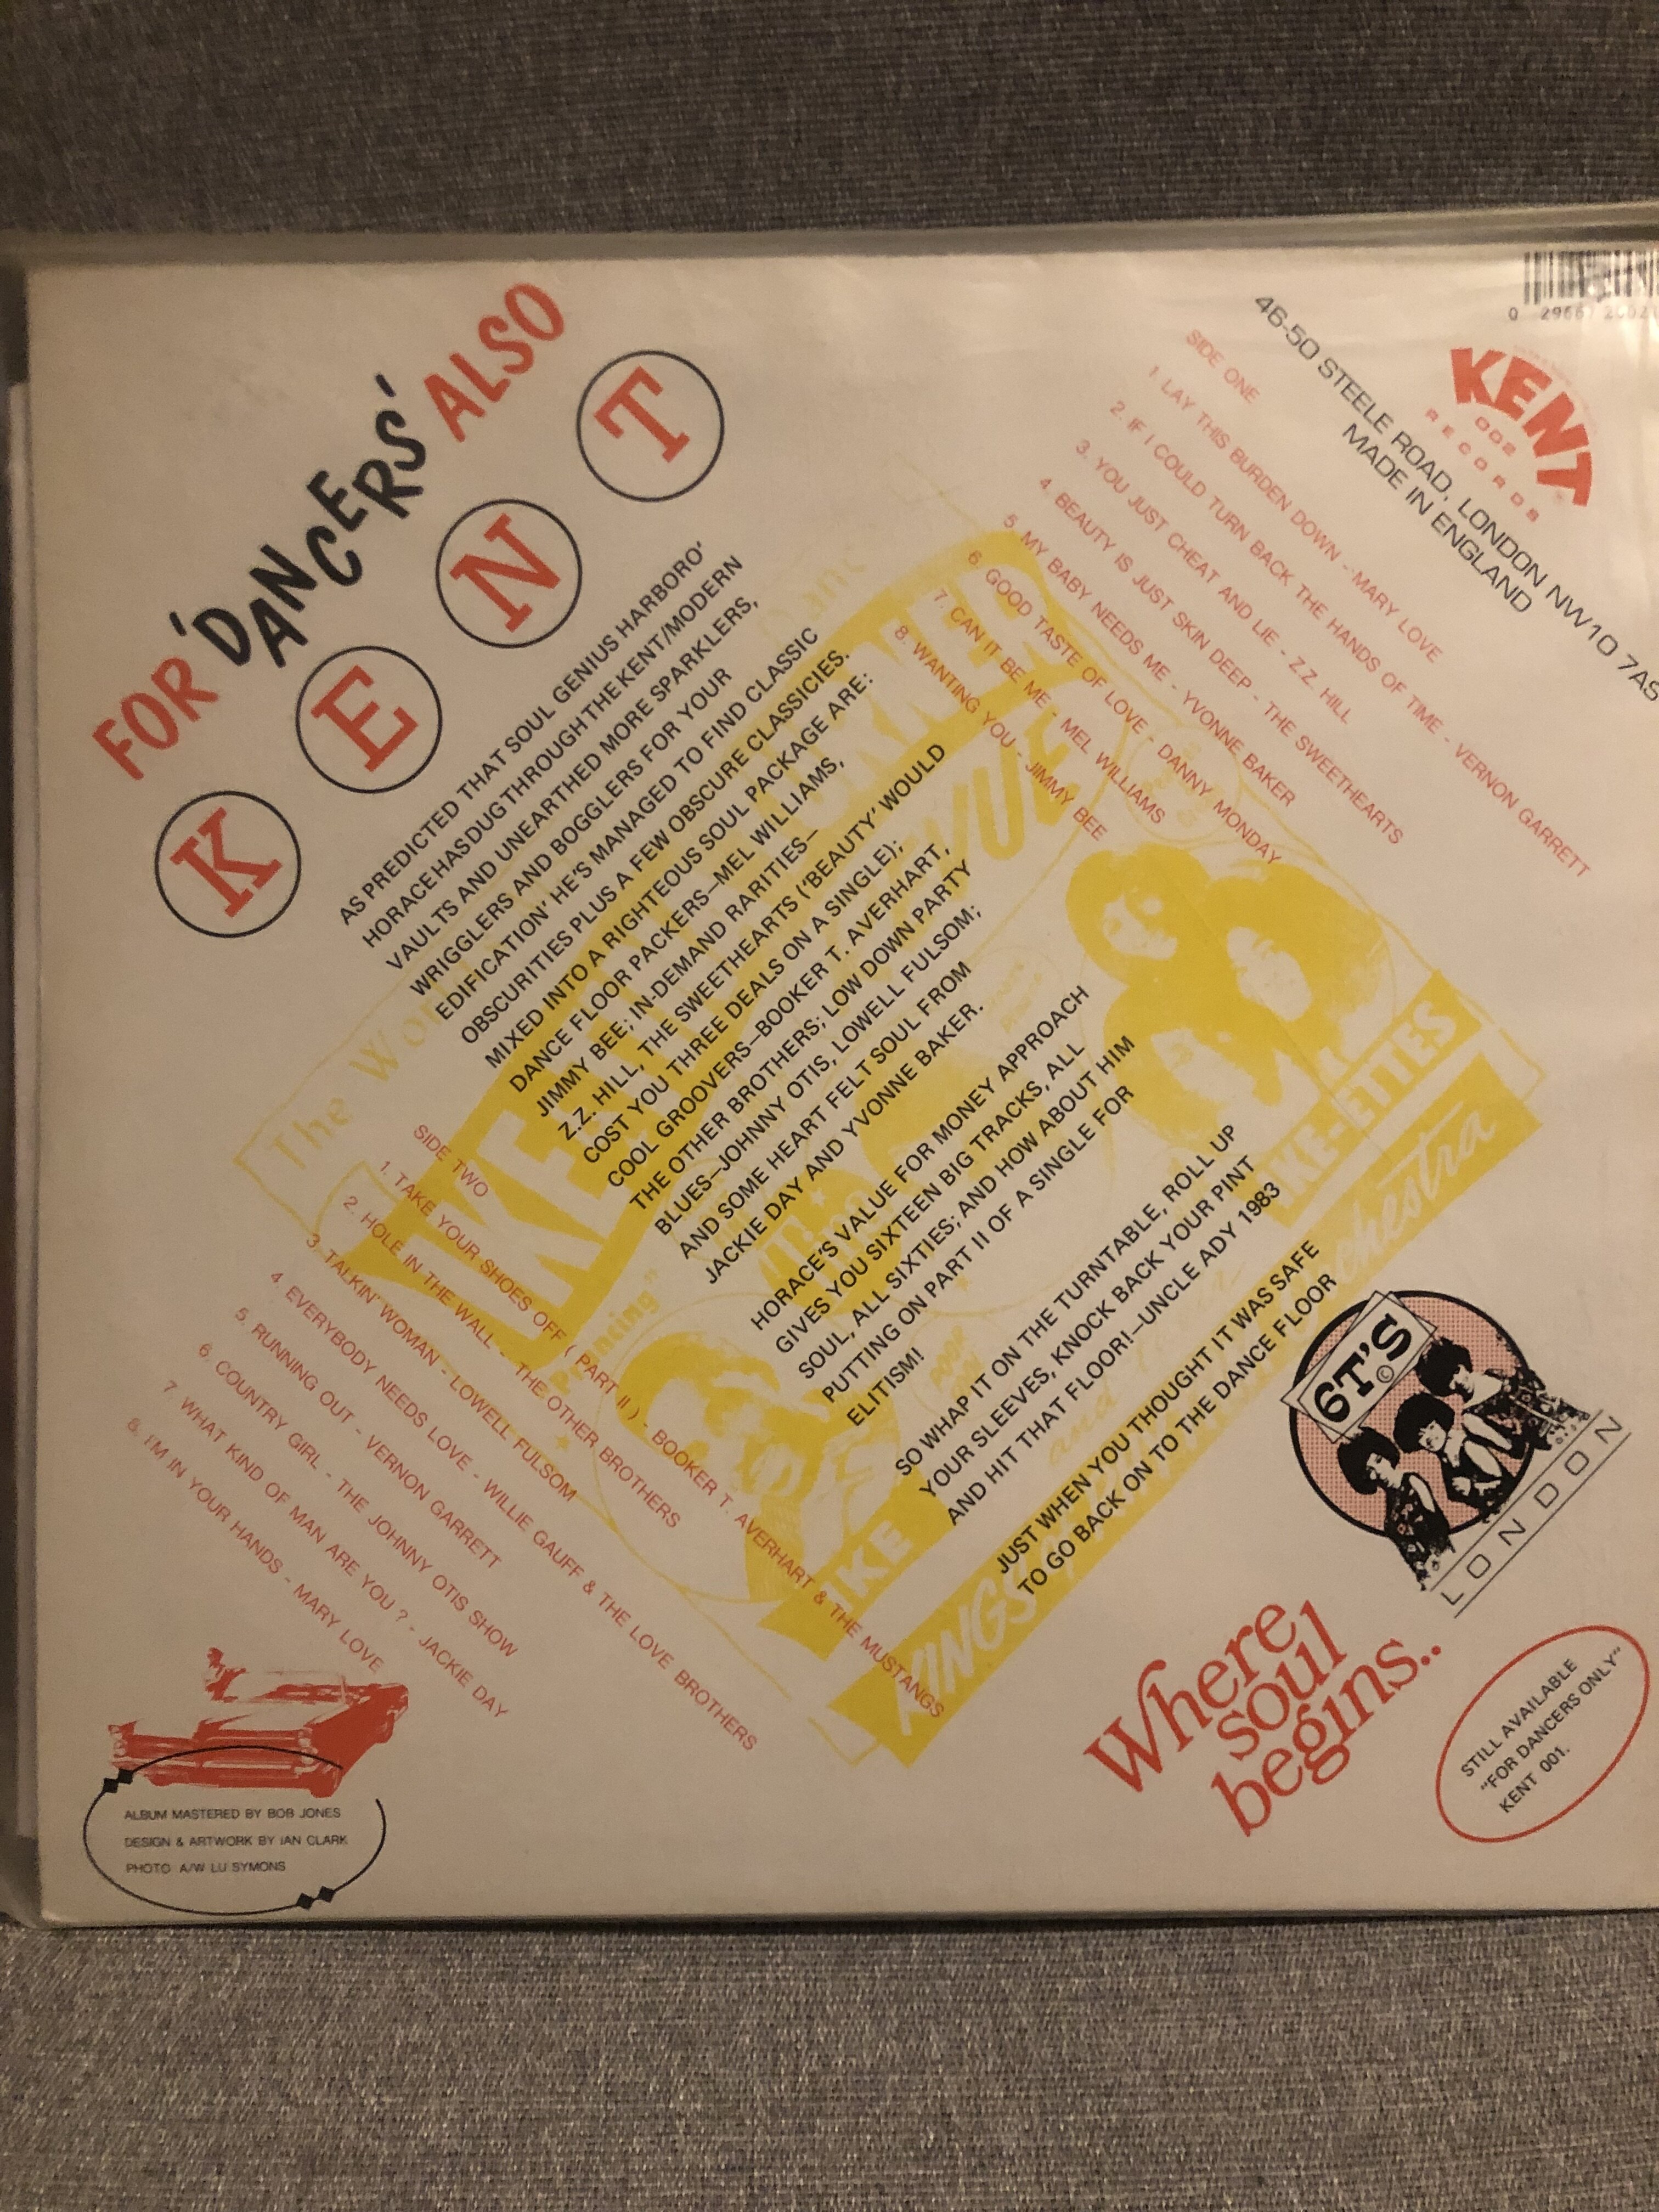 FOR 'DANCERS' ALSO
KENT
0 29667
KENT
002
RECORDS
46-50 STEELE ROAD, LONDON NW10 7AS
MADE IN ENGLAND
SIDE ONE
1. LAY THIS BURDEN DOWN - MARY LOVE
2. IF I COULD TURN BACK THE HANDS OF TIME - VERNON GARRETT
3. YOU JUST CHEAT AND LIE - Z.Z. HILL
4. BEAUTY IS JUST SKIN DEEP - THE SWEETHEARTS
5. MY BABY NEEDS ME - YVONNE BAKER
6. GOOD TASTE OF LOVE - DANNY MONDAY
7. CAN IT BE ME - MEL WILLIAMS
8. WANTING YOU - JIMMY BEE
AS PREDICTED THAT SOUL GENIUS HARBORO'
HORACE HAS DUG THROUGH THE KENT/MODERN
VAULTS AND UNEARTHED MORE SPARKLERS,
WRIGGLERS AND BOGGLERS FOR YOUR
EDIFICATION' HE'S MANAGED TO FIND CLASSIC
OBSCURITIES PLUS A FEW OBSCURE CLASSICIES.
MIXED INTO A RIGHTEOUS SOUL PACKAGE ARE:
DANCE FLOOR PACKERS—MEL WILLIAMS,
JIMMY BEE; IN-DEMAND RARITIES—
Z.Z. HILL, THE SWEETHEARTS ('BEAUTY' WOULD
COST YOU THREE DEALS ON A SINGLE);
COOL GROOVERS—BOOKER T. AVERHART,
THE OTHER BROTHERS; LOW DOWN PARTY
BLUES—JOHNNY OTIS, LOWELL FULSOM;
AND SOME HEART FELT SOUL FROM
JACKIE DAY AND YVONNE BAKER.
HORACE'S VALUE FOR MONEY APPROACH
GIVES YOU SIXTEEN BIG TRACKS, ALL
SOUL, ALL SIXTIES; AND HOW ABOUT HIM
PUTTING ON PART II OF A SINGLE FOR
ELITISM!
SO WHAP IT ON THE TURNTABLE, ROLL UP
YOUR SLEEVES, KNOCK BACK YOUR PINT
AND HIT THAT FLOOR!—UNCLE ADY 1983
JUST WHEN YOU THOUGHT IT WAS SAFE
TO GO BACK ON TO THE DANCE FLOOR
The
REVUE
IKE
IKE-ETTES
KINGS
Orchestra
SIDE TWO
1. TAKE YOUR SHOES OFF ( PART II ) - BOOKER T. AVERHART & THE MUSTANGS
2. HOLE IN THE WALL - THE OTHER BROTHERS
3. TALKIN' WOMAN - LOWELL FULSOM
4. EVERYBODY NEEDS LOVE - WILLIE GAUFF & THE LOVE BROTHERS
5. RUNNING OUT - VERNON GARRETT
6. COUNTRY GIRL - THE JOHNNY OTIS SHOW
7. WHAT KIND OF MAN ARE YOU ? - JACKIE DAY
8. I'M IN YOUR HANDS - MARY LOVE
6T'S ©
LONDON
Where
soul
begins..
STILL AVAILABLE
"FOR DANCERS ONLY"
KENT 001.
ALBUM MASTERED BY BOB JONES
DESIGN & ARTWORK BY IAN CLARK
PHOTO A/W LU SYMONS